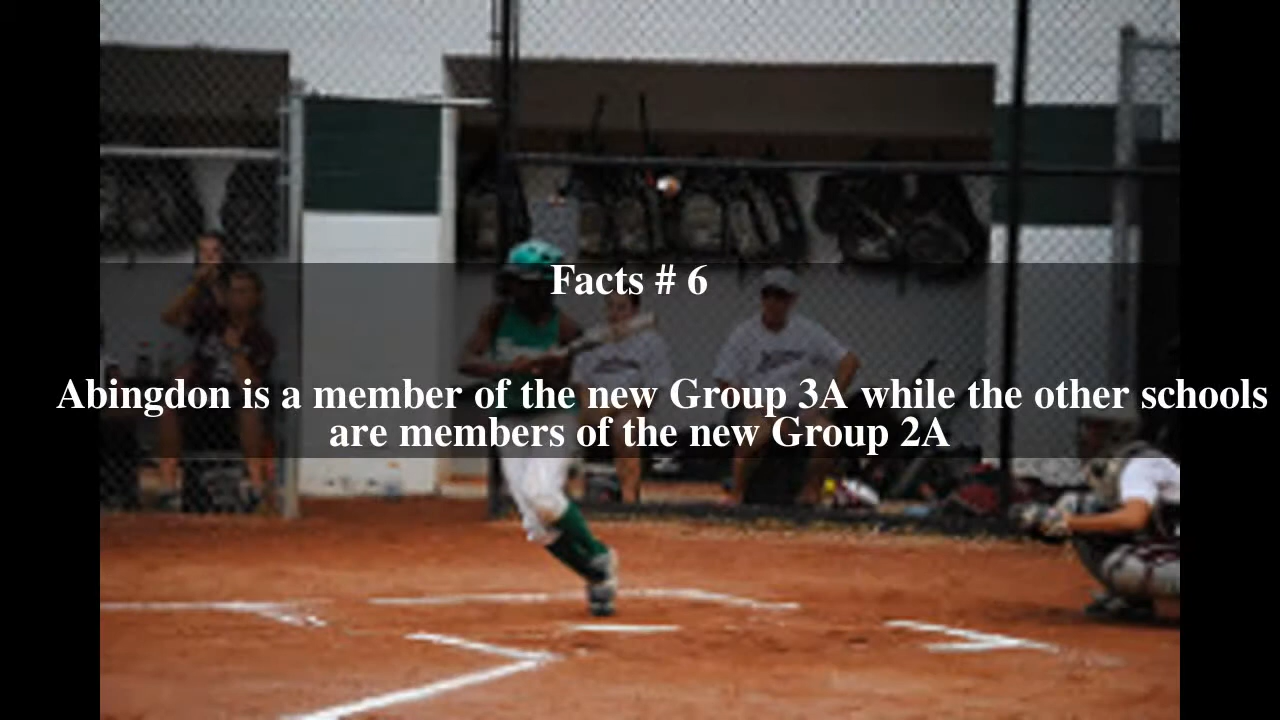 Facts # 6
Abingdon is a member of the new Group 3A while the other schools
are members of the new Group 2A